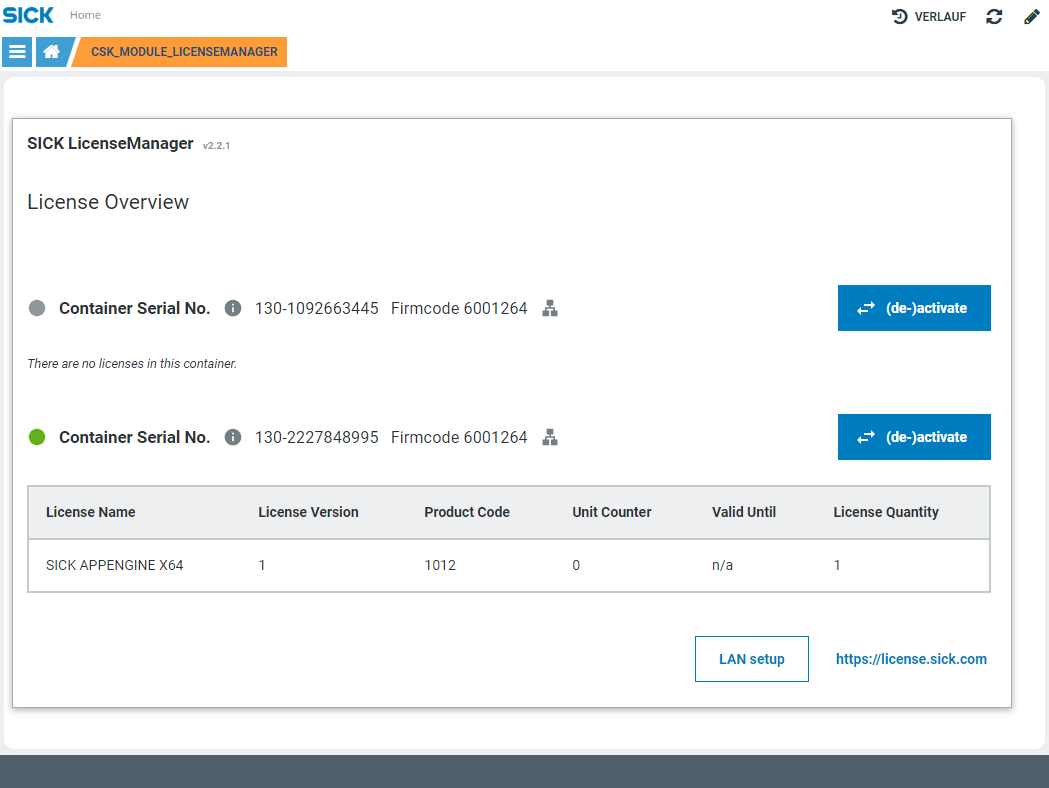 SICK Home VERLAUF
CSK_MODULE_LICENSEMANAGER
SICK LicenseManager v2.2.1
License Overview
Container Serial No. i 130-1092663445 Firmcode 6001264 (de-)activate
There are no licenses in this container.
Container Serial No. i 130-2227848995 Firmcode 6001264 (de-)activate
License Name License Version Product Code Unit Counter Valid Until License Quantity
SICK APPENGINE X64 1 1012 0 n/a 1
LAN setup https://license.sick.com